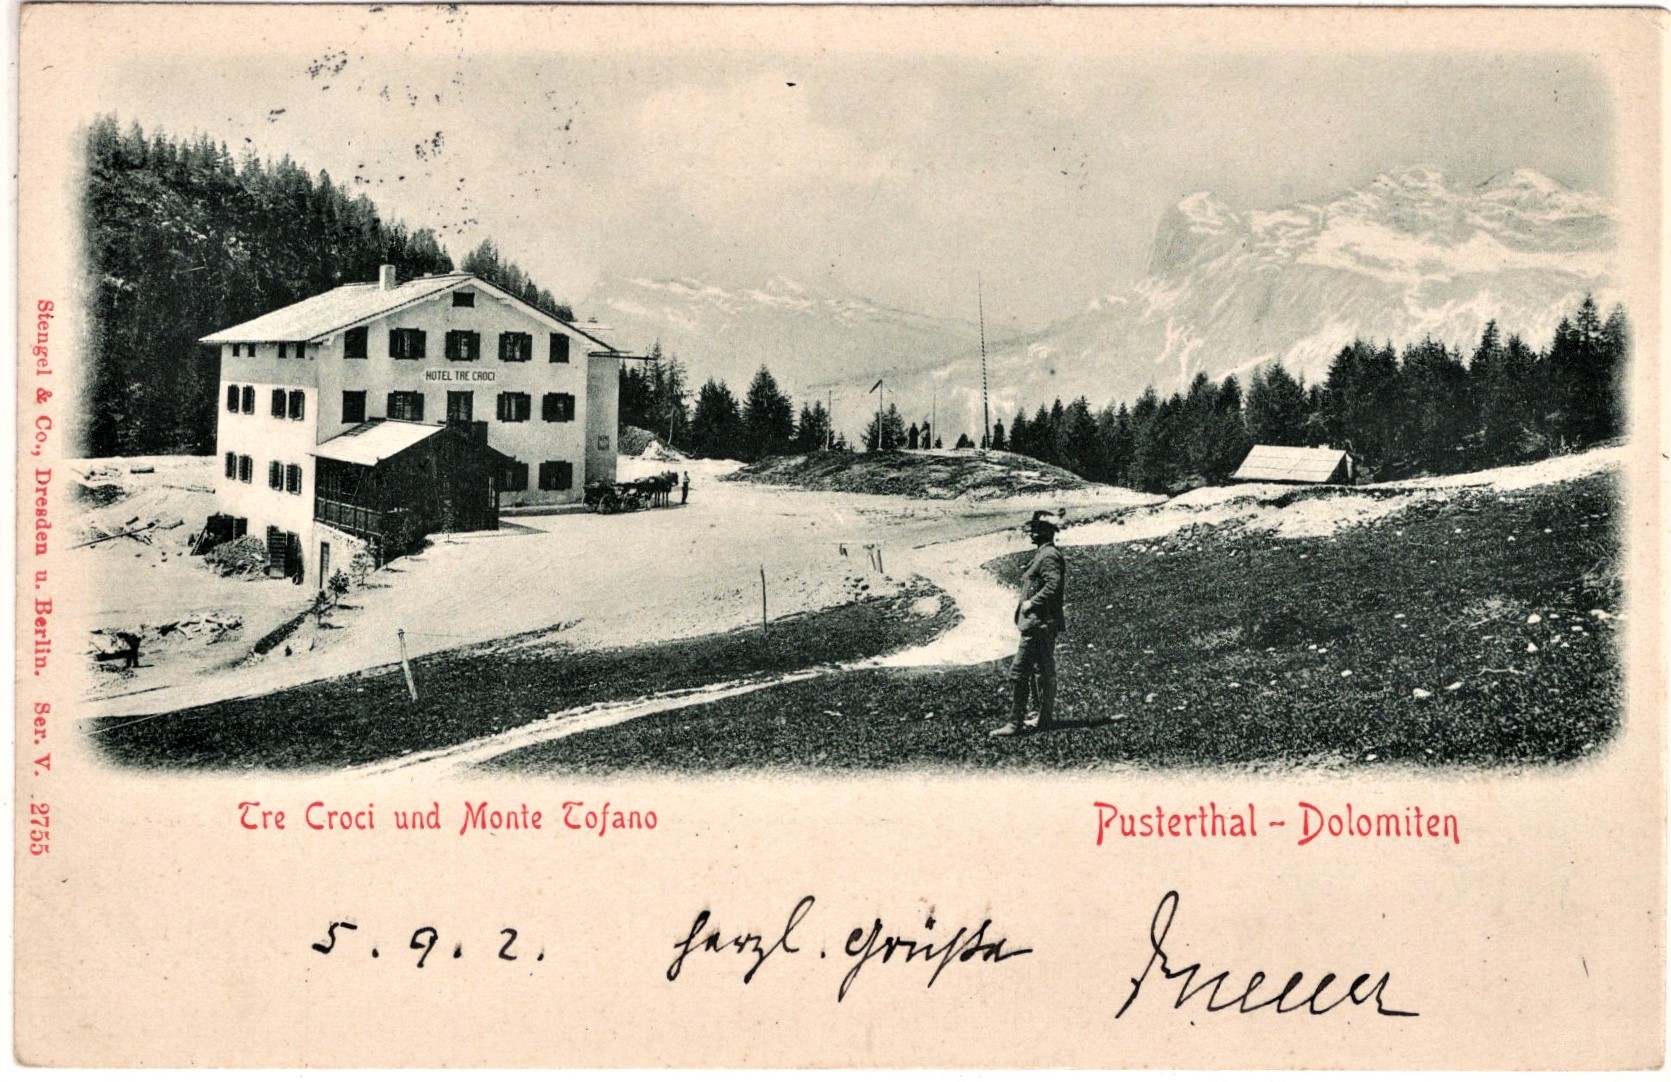 HOTEL TRE CROCI
Tre Croci und Monte Tofano
Pusterthal - Dolomiten
5. 9. 2. herzl. Grüße
Stengel & Co., Dresden u. Berlin. Ser. V. 2755